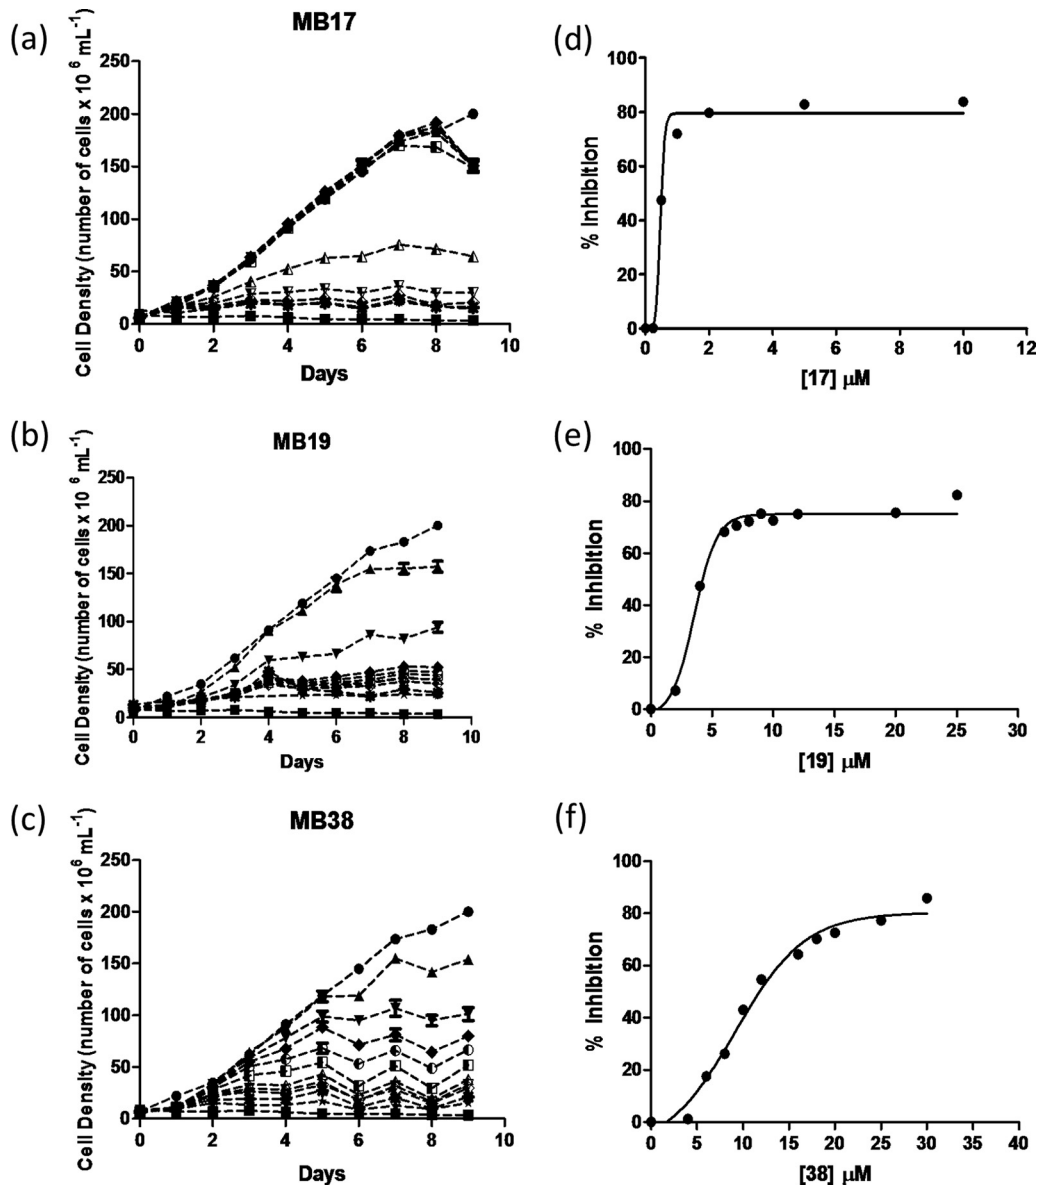 (a)
MB17
Cell Density (number of cells x 10 6 mL-1)
250
200
150
100
50
0
0 2 4 6 8 10
Days
(d)
% Inhibition
100
80
60
40
20
0
0 2 4 6 8 10 12
[17] μM
(b)
MB19
Cell Density (number of cells x 10 6 mL-1)
250
200
150
100
50
0
0 2 4 6 8 10
Days
(e)
% Inhibition
100
80
60
40
20
0
0 5 10 15 20 25 30
[19] μM
(c)
MB38
Cell Density (number of cells x 10 6 mL-1)
250
200
150
100
50
0
0 2 4 6 8 10
Days
(f)
% Inhibition
100
80
60
40
20
0
0 5 10 15 20 25 30 35 40
[38] μM